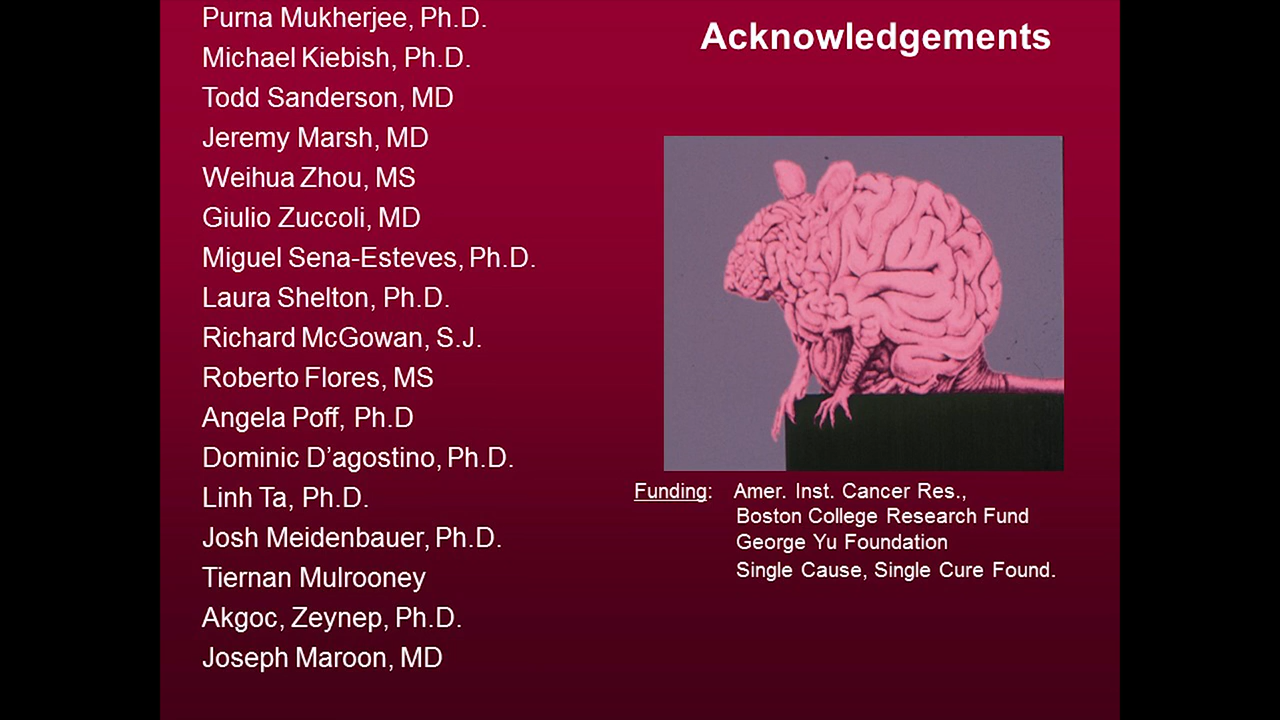 Purna Mukherjee, Ph.D.
Michael Kiebish, Ph.D.
Todd Sanderson, MD
Jeremy Marsh, MD
Weihua Zhou, MS
Giulio Zuccoli, MD
Miguel Sena-Esteves, Ph.D.
Laura Shelton, Ph.D.
Richard McGowan, S.J.
Roberto Flores, MS
Angela Poff, Ph.D
Dominic D’agostino, Ph.D.
Linh Ta, Ph.D.
Josh Meidenbauer, Ph.D.
Tiernan Mulrooney
Akgoc, Zeynep, Ph.D.
Joseph Maroon, MD
Acknowledgements
Funding: Amer. Inst. Cancer Res.,
Boston College Research Fund
George Yu Foundation
Single Cause, Single Cure Found.